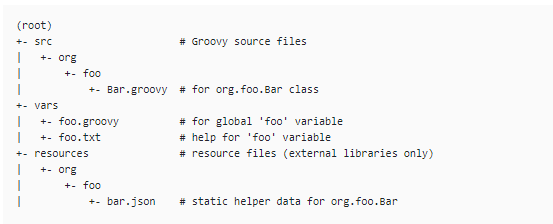 (root)
+- src                     # Groovy source files
|   +- org
|       +- foo
|           +- Bar.groovy  # for org.foo.Bar class
+- vars
|   +- foo.groovy          # for global 'foo' variable
|   +- foo.txt             # help for 'foo' variable
+- resources               # resource files (external libraries only)
|   +- org
|       +- foo
|           +- bar.json    # static helper data for org.foo.Bar